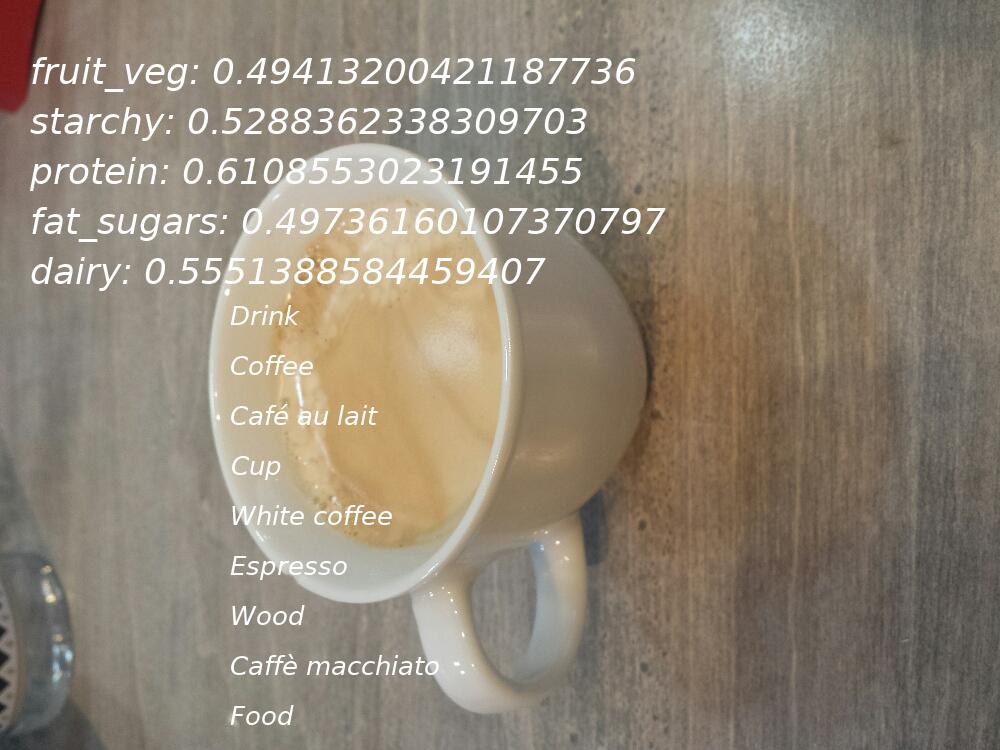 fruit_veg: 0.49413200421187736
starchy: 0.5288362338309703
protein: 0.6108553023191455
fat_sugars: 0.49736160107370797
dairy: 0.5551388584459407
Drink
Coffee
Café au lait
Cup
White coffee
Espresso
Wood
Caffè macchiato
Food